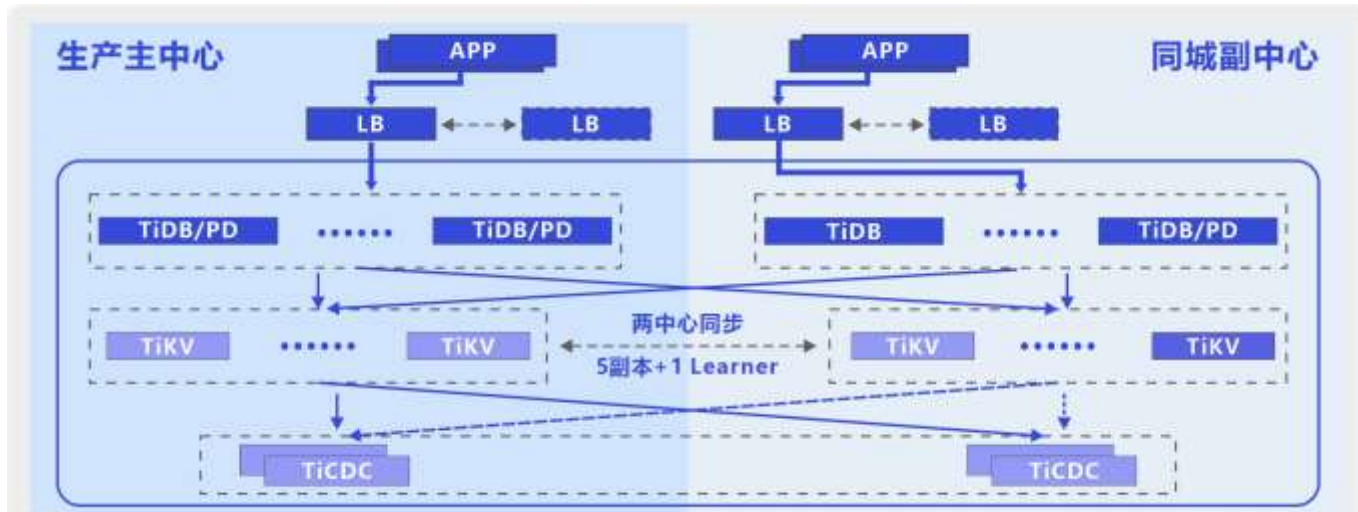 生产主中心
APP
APP
同城副中心
LB
LB
LB
LB
TiDB/PD
••••••
TiDB/PD
TiDB
••••••
TiDB/PD
两中心同步
TiKV
••••••
TiKV
TiKV
••••••
TiKV
5副本+1 Learner
TiCDC
TiCDC